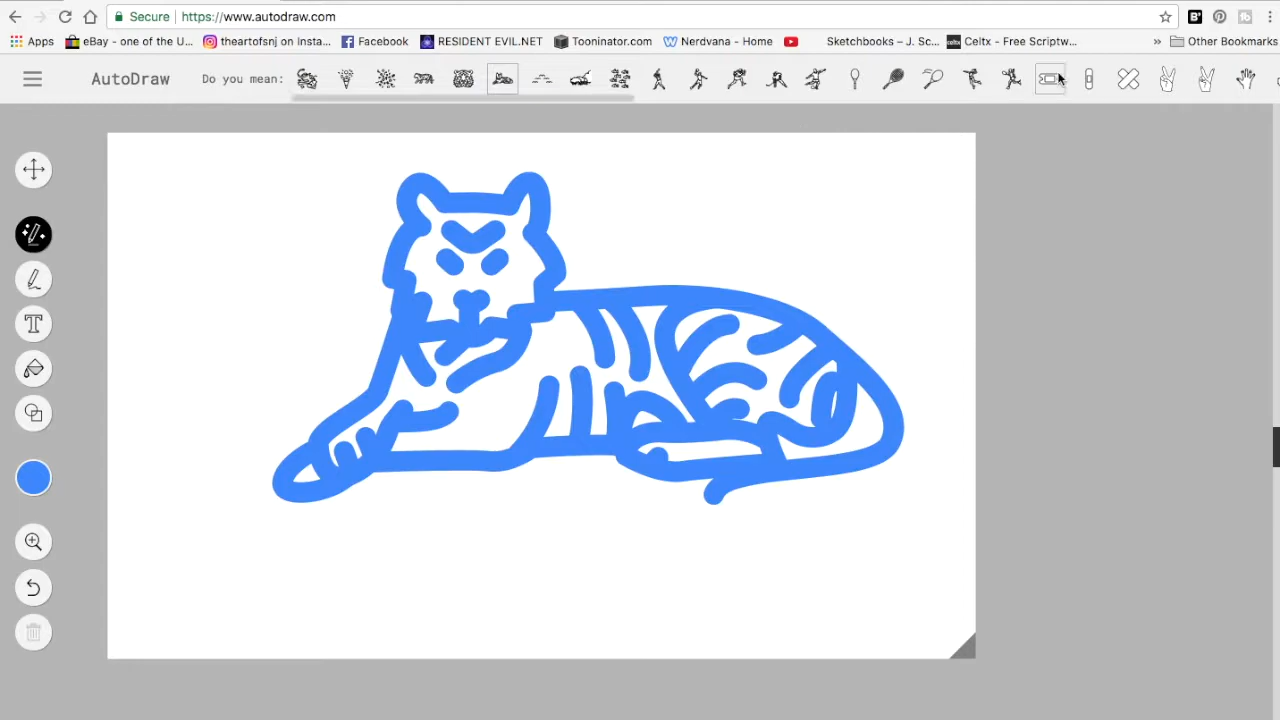 Secure https://www.autodraw.com
Apps eBay - one of the U... Instagram on Insta... Facebook RESIDENT EVIL.NET Tooninator.com Nerdvana - Home Sketchbooks – J. Sc... Celtx - Free Scriptw... » Other Bookmarks
AutoDraw Do you mean:
T